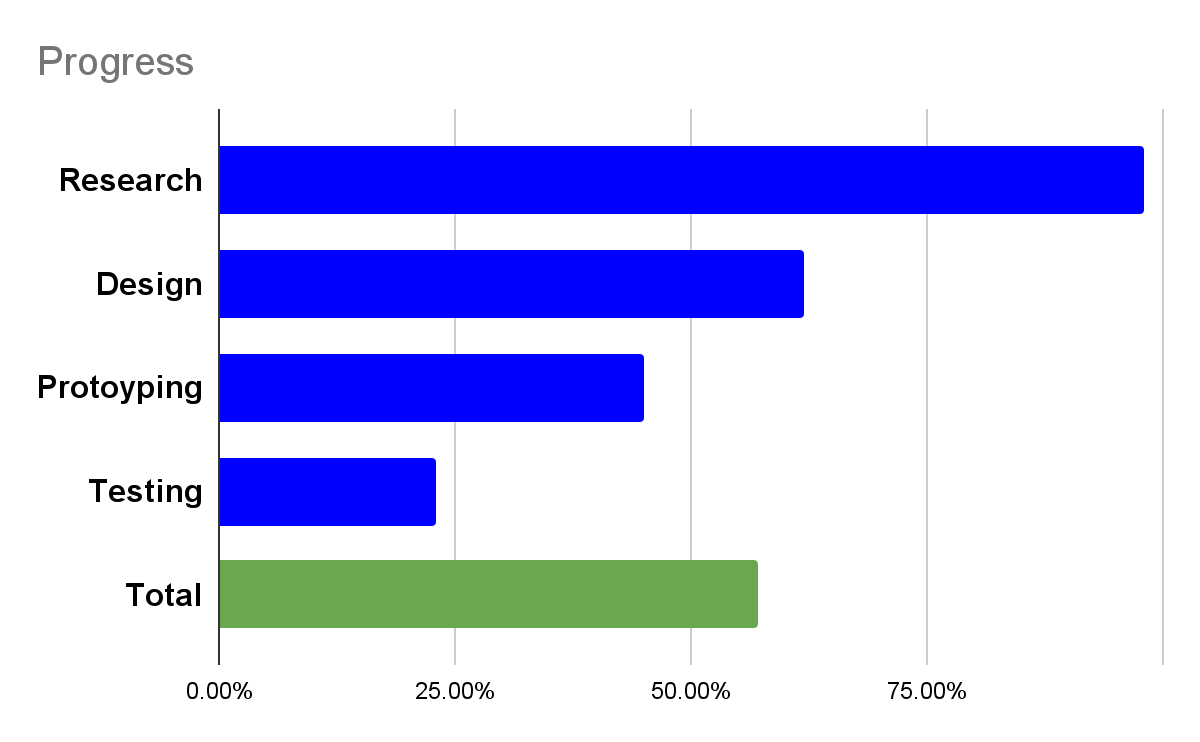 Progress
Research
Design
Protoyping
Testing
Total
0.00%
25.00%
50.00%
75.00%